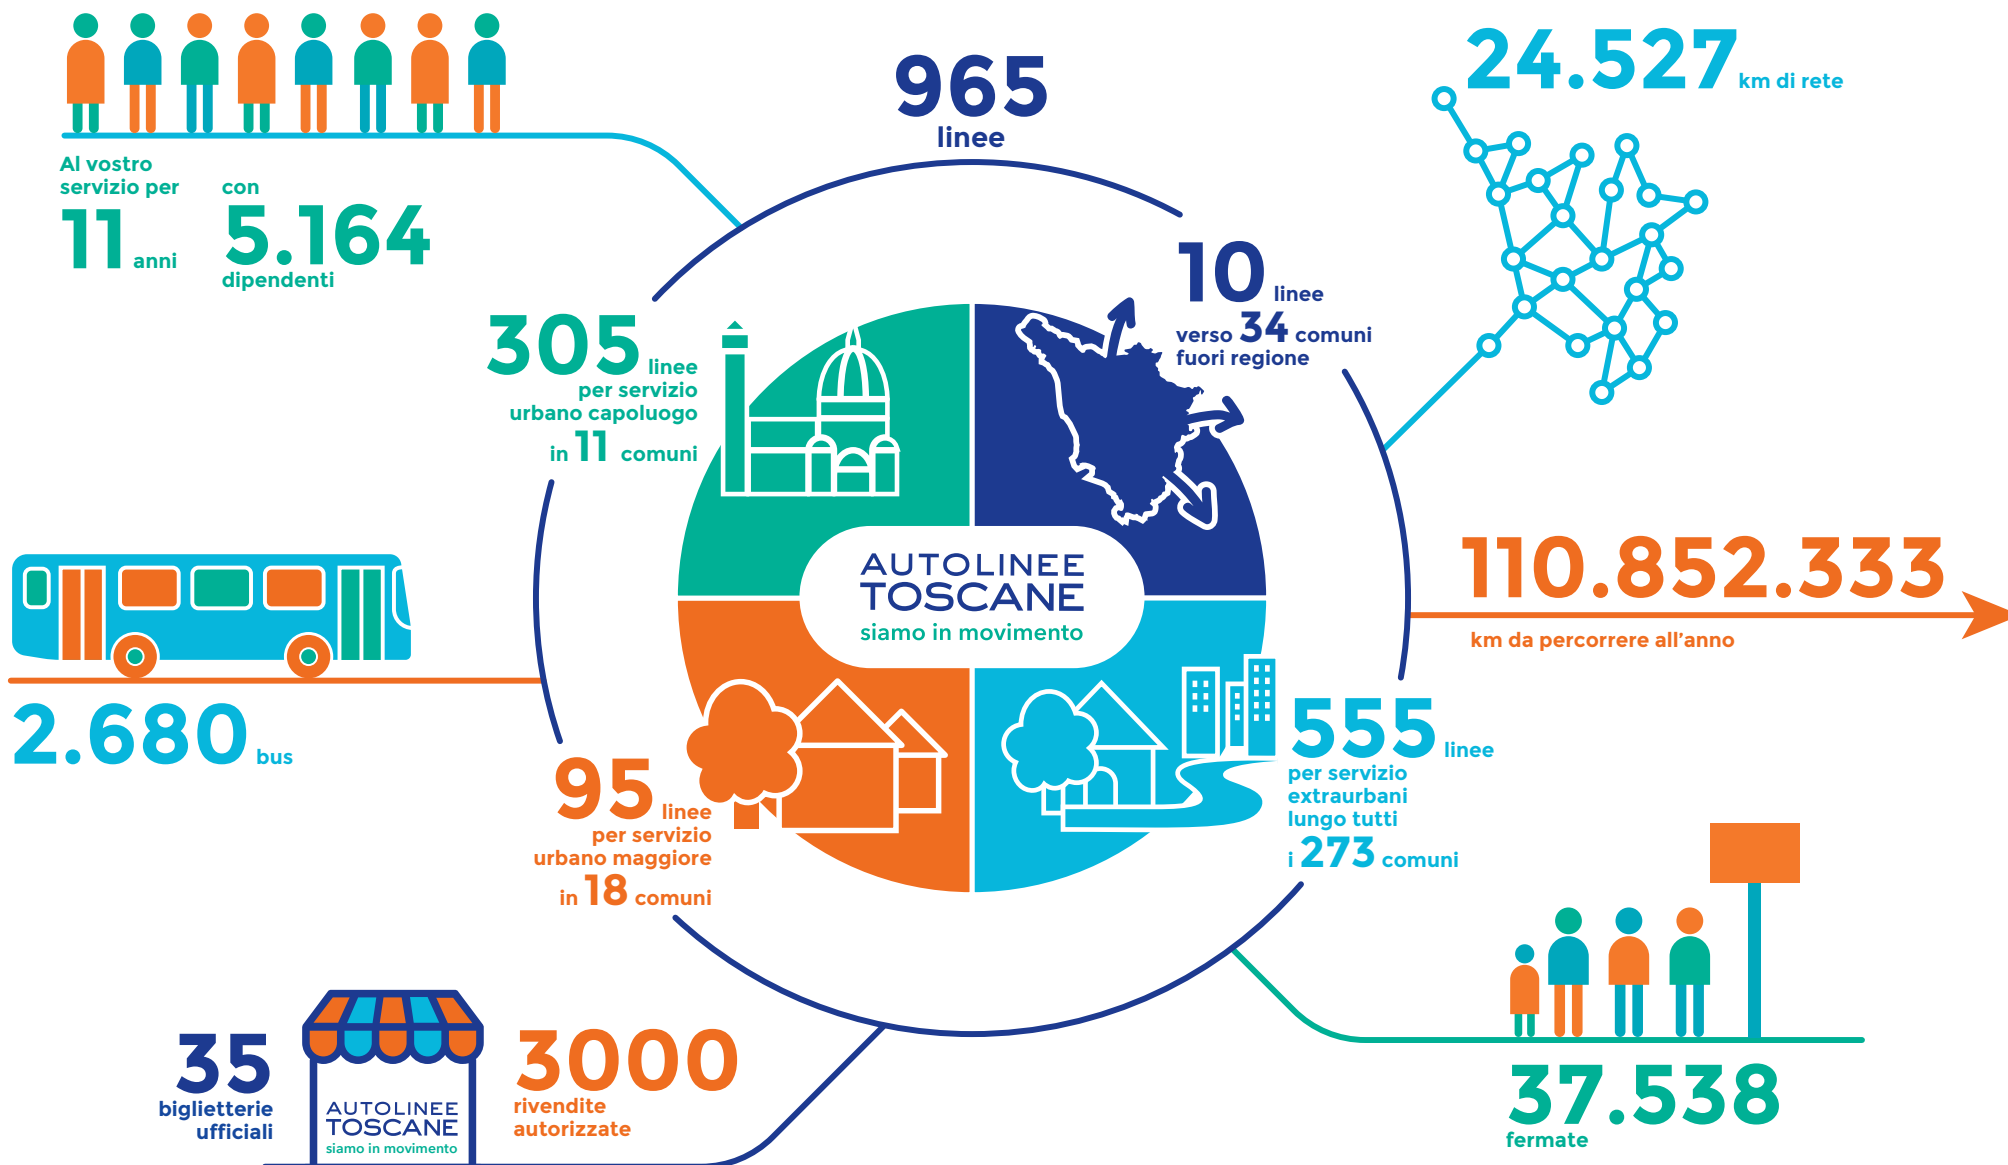 Al vostro
servizio per
11 anni
con
5.164
dipendenti
965
linee
24.527 km di rete
10 linee
verso 34 comuni
fuori regione
305 linee
per servizio
urbano capoluogo
in 11 comuni
AUTOLINEE
TOSCANE
siamo in movimento
110.852.333
km da percorrere all'anno
2.680 bus
95 linee
per servizio
urbano maggiore
in 18 comuni
555 linee
per servizio
extraurbani
lungo tutti
i 273 comuni
35
biglietterie
ufficiali
AUTOLINEE
TOSCANE
siamo in movimento
3000
rivendite
autorizzate
37.538
fermate